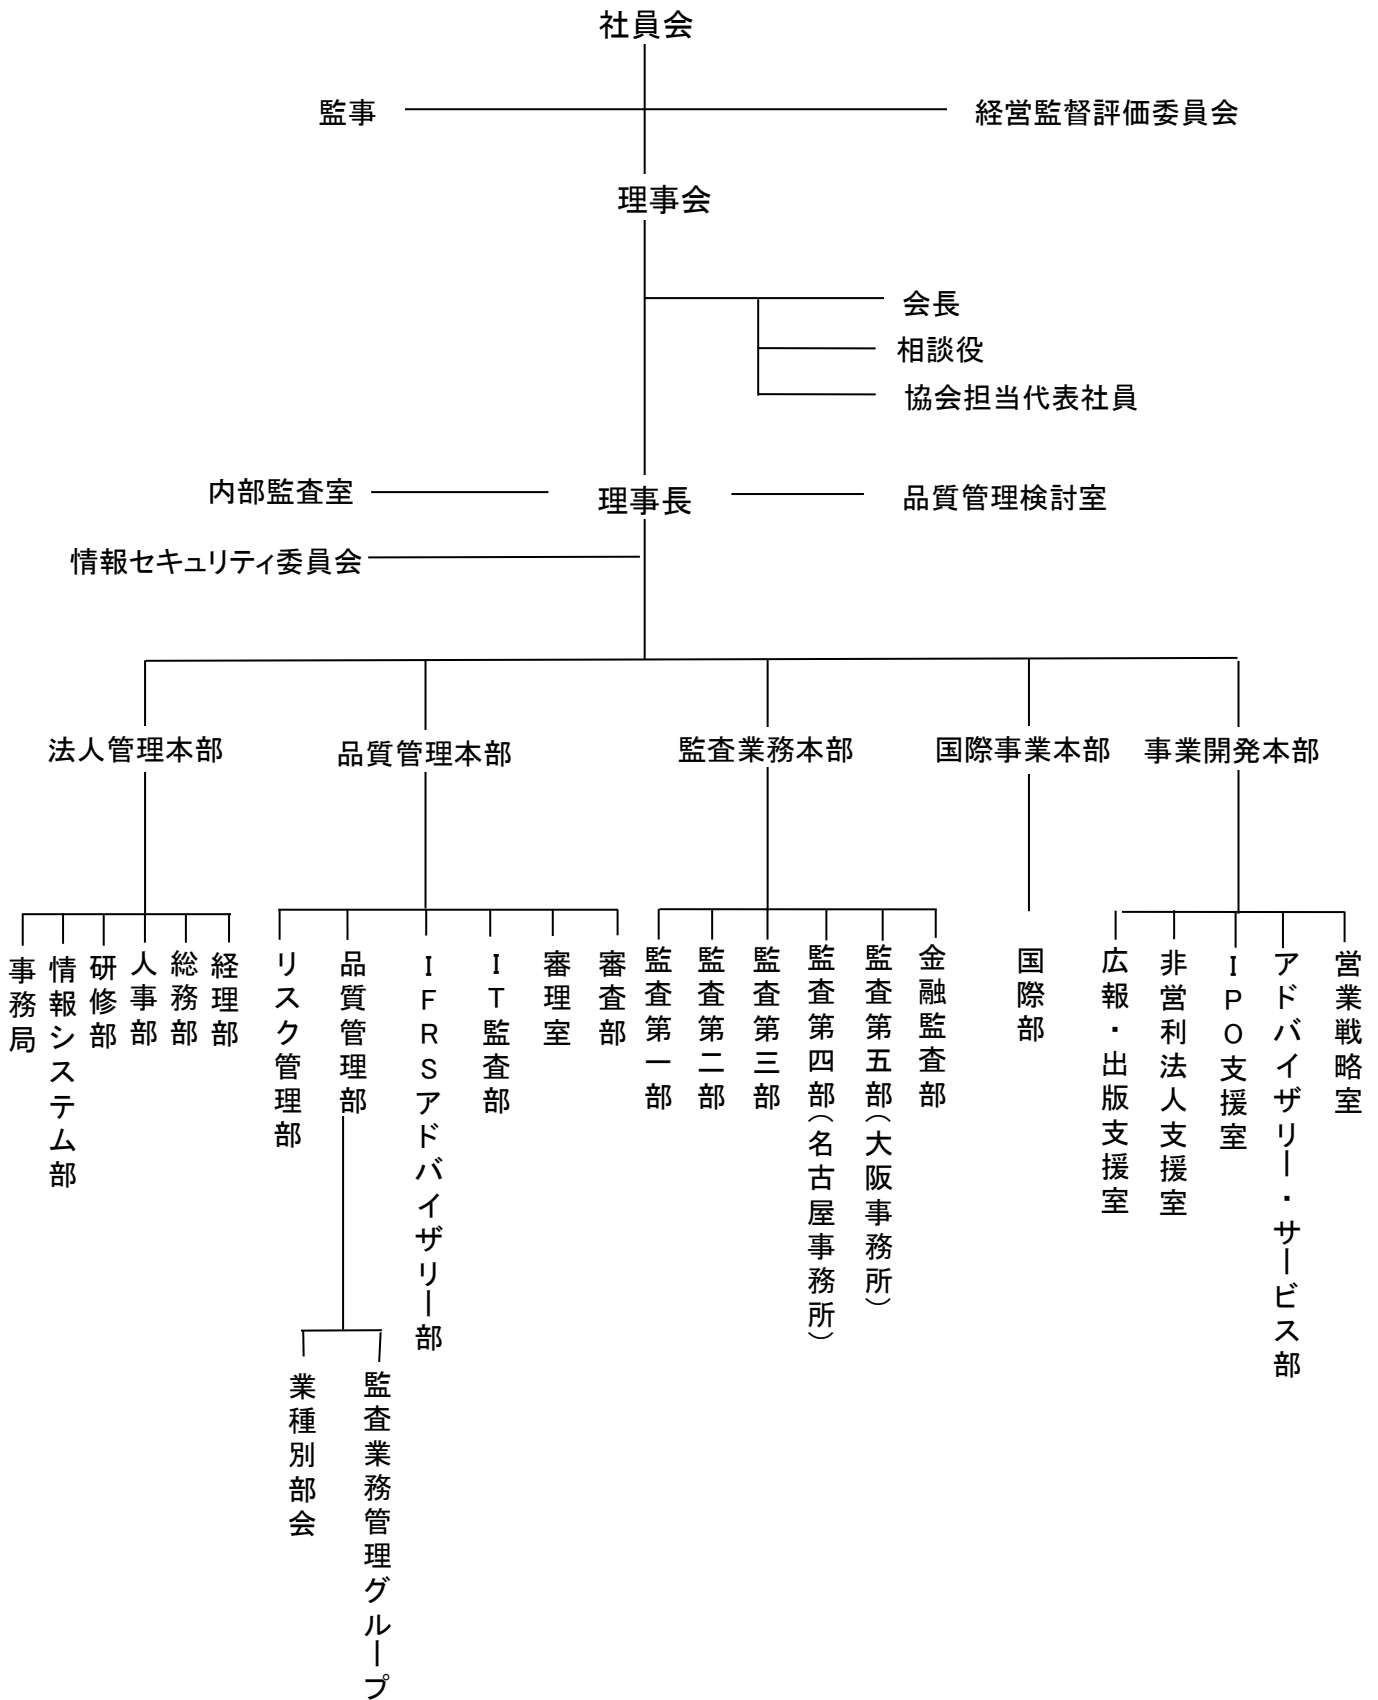 社員会
監事
経営監督評価委員会
理事会
会長
相談役
協会担当代表社員
内部監査室
理事長
品質管理検討室
情報セキュリティ委員会
法人管理本部
品質管理本部
監査業務本部
国際事業本部
事業開発本部
事務局
情報システム部
研修部
人事部
総務部
経理部
リスク管理部
品質管理部
IFRSアドバイザリー部
IT監査部
審理室
審査部
監査第一部
監査第二部
監査第三部
監査第四部(名古屋事務所)
監査第五部(大阪事務所)
金融監査部
国際部
広報・出版支援室
非営利法人支援室
IPO支援室
アドバイザリー・サービス部
営業戦略室
業種別部会
監査業務管理グループ